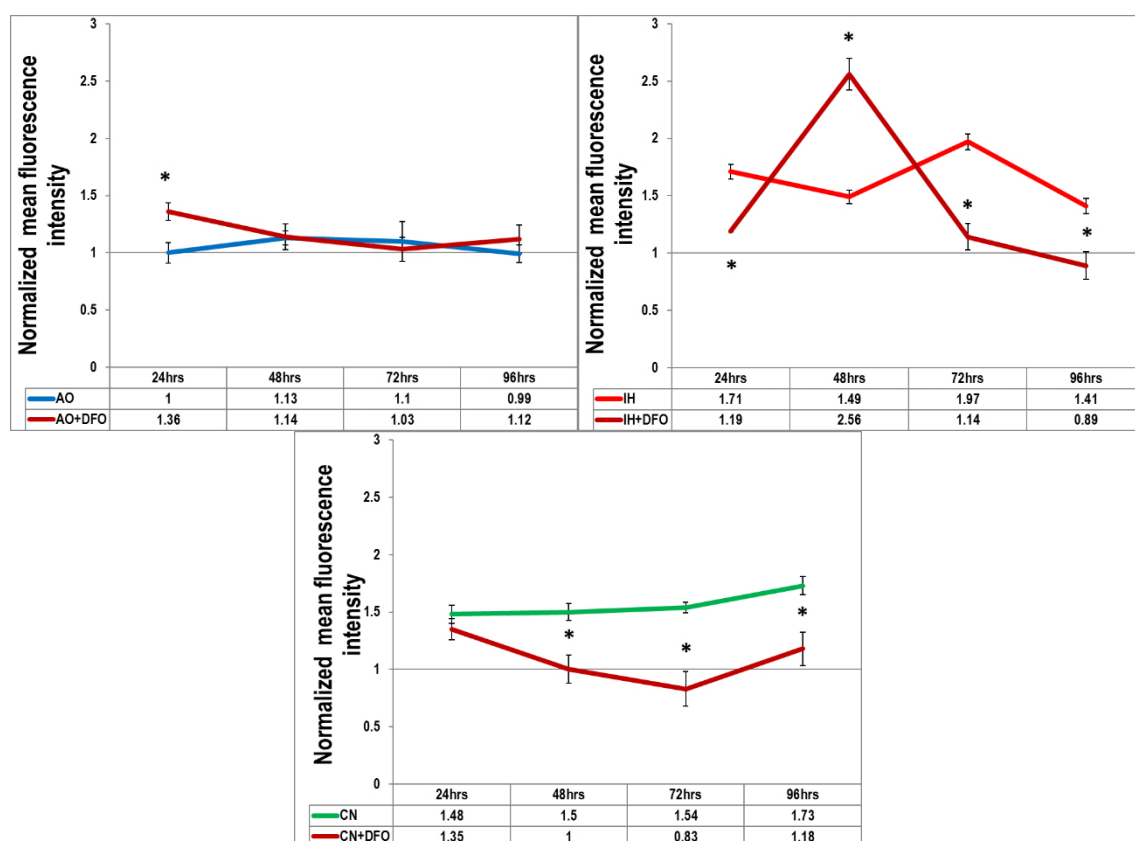 Normalized mean fluorescence
intensity
3
2.5
2
1.5
1
0.5
0
*
24hrs 48hrs 72hrs 96hrs
AO 1 1.13 1.1 0.99
AO+DFO 1.36 1.14 1.03 1.12
Normalized mean fluorescence
intensity
3
2.5
2
1.5
1
0.5
0
*
*
*
*
24hrs 48hrs 72hrs 96hrs
IH 1.71 1.49 1.97 1.41
IH+DFO 1.19 2.56 1.14 0.89
Normalized mean fluorescence
intensity
3
2.5
2
1.5
1
0.5
0
*
*
*
24hrs 48hrs 72hrs 96hrs
CN 1.48 1.5 1.54 1.73
CN+DFO 1.35 1 0.83 1.18